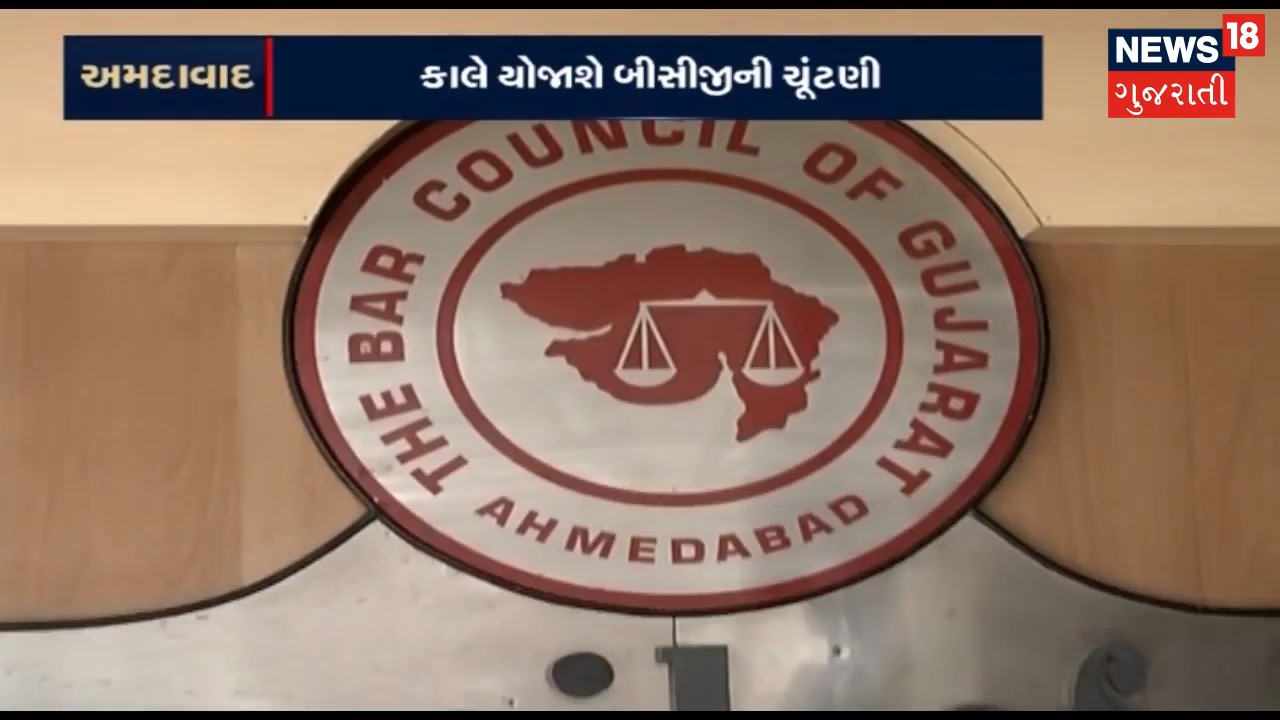 અમદાવાદ
કાલે યોજાશે બીસીજીની ચૂંટણી
NEWS 18
ગુજરાતી
THE BAR COUNCIL OF GUJARAT
AHMEDABAD